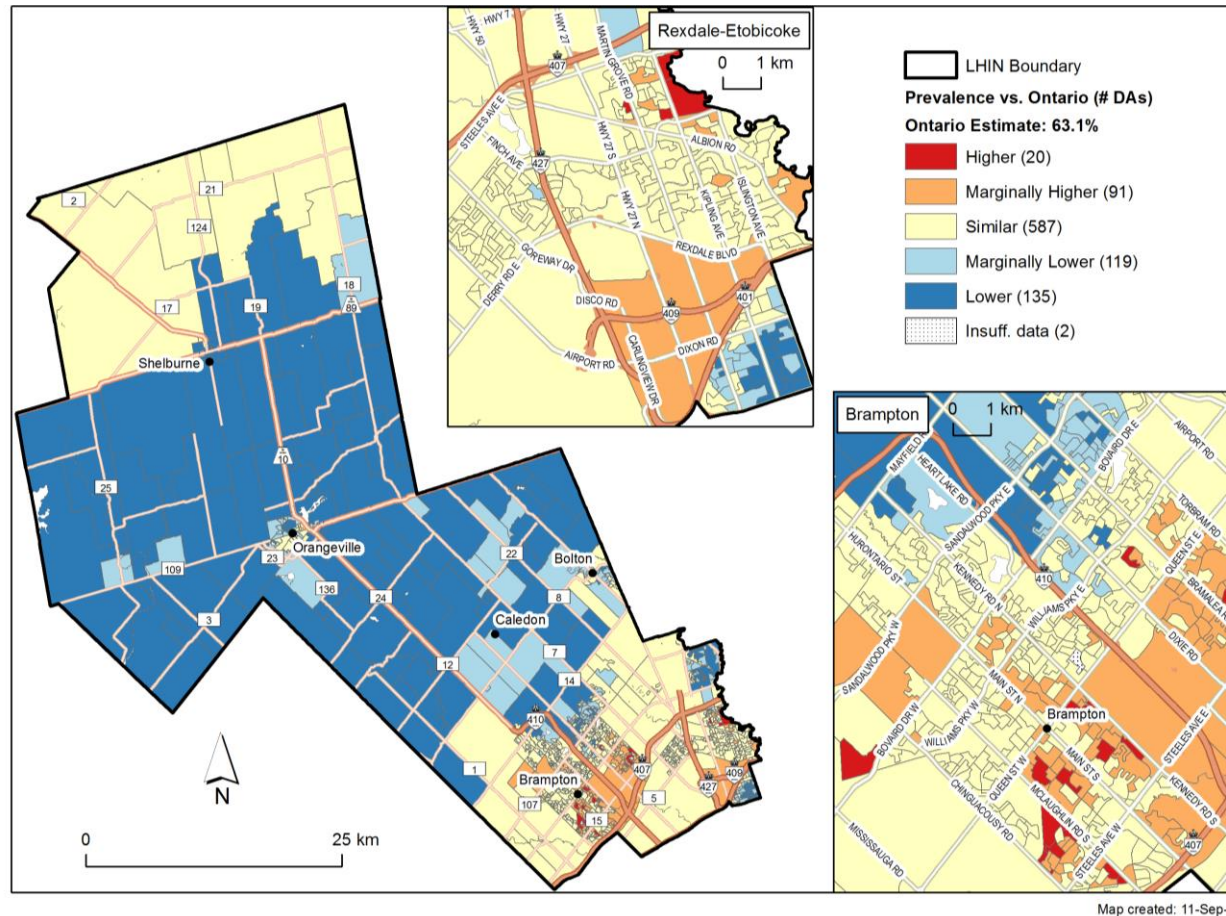 LHIN Boundary
Prevalence vs. Ontario (# DAs)
Ontario Estimate: 63.1%
Higher (20)
Marginally Higher (91)
Similar (587)
Marginally Lower (119)
Lower (135)
Insuff. data (2)
Rexdale-Etobicoke
0 1 km
HWY 7
HWY 50
HWY 27
MARTIN GROVE RD
407
STEELES AVE E
FINCH AVE
ALBION RD
427
HWY 27 S
KIPLING AVE
ISLINGTON AVE
HWY 27 N
REXDALE BLVD
GOREWAY DR
DERRY RD E
DISCO RD
401
409
DIXON RD
AIRPORT RD
CARLINGVIEW DR
2
21
124
18
17
19
89
Shelburne
10
25
Orangeville
23
109
22
Bolton
136
24
8
3
Caledon
12
7
14
410
1
407
Brampton
409
427
107
5
15
N
0 25 km
Brampton
0 1 km
BOVAIRD DR E
AIRPORT RD
HEART LAKE RD
SANDALWOOD PKY E
TORBRAM RD
HURONTARIO ST
QUEEN ST E
KENNEDY RD N
410
WILLIAMS PKY E
DIXIE RD
SANDALWOOD PKY W
MAIN ST N
STEELES AVE E
Brampton
BOVAIRD DR W
WILLIAMS PKY W
QUEEN ST W
MAIN ST S
KENNEDY RD S
CHINGUACOUSY RD
MCLAUGHLIN RD S
407
MISSISSAUGA RD
STEELES AVE W
Map created: 11-Sep-